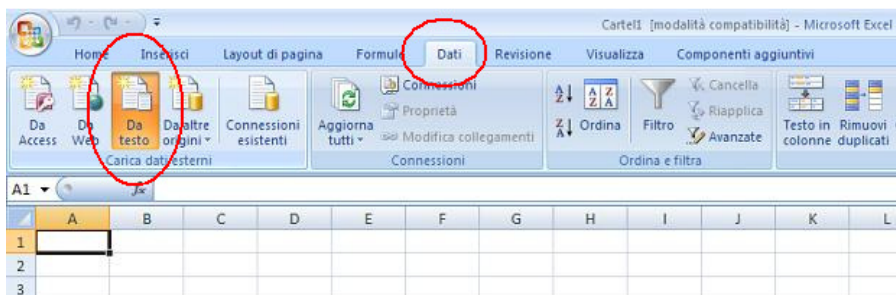 Cartel1 [modalità compatibilità] - Microsoft Excel
Home Inserisci Layout di pagina Formule Dati Revisione Visualizza Componenti aggiuntivi
Da Access Da Web Da testo Da altre origini Connessioni esistenti
Carica dati esterni
Aggiorna tutti Connessioni Proprietà Modifica collegamenti
Connessioni
Ordina Filtro Cancella Riapplica Avanzate
Ordina e filtra
Testo in colonne Rimuovi duplicati
A1 fx
A B C D E F G H I J K L
1
2
3